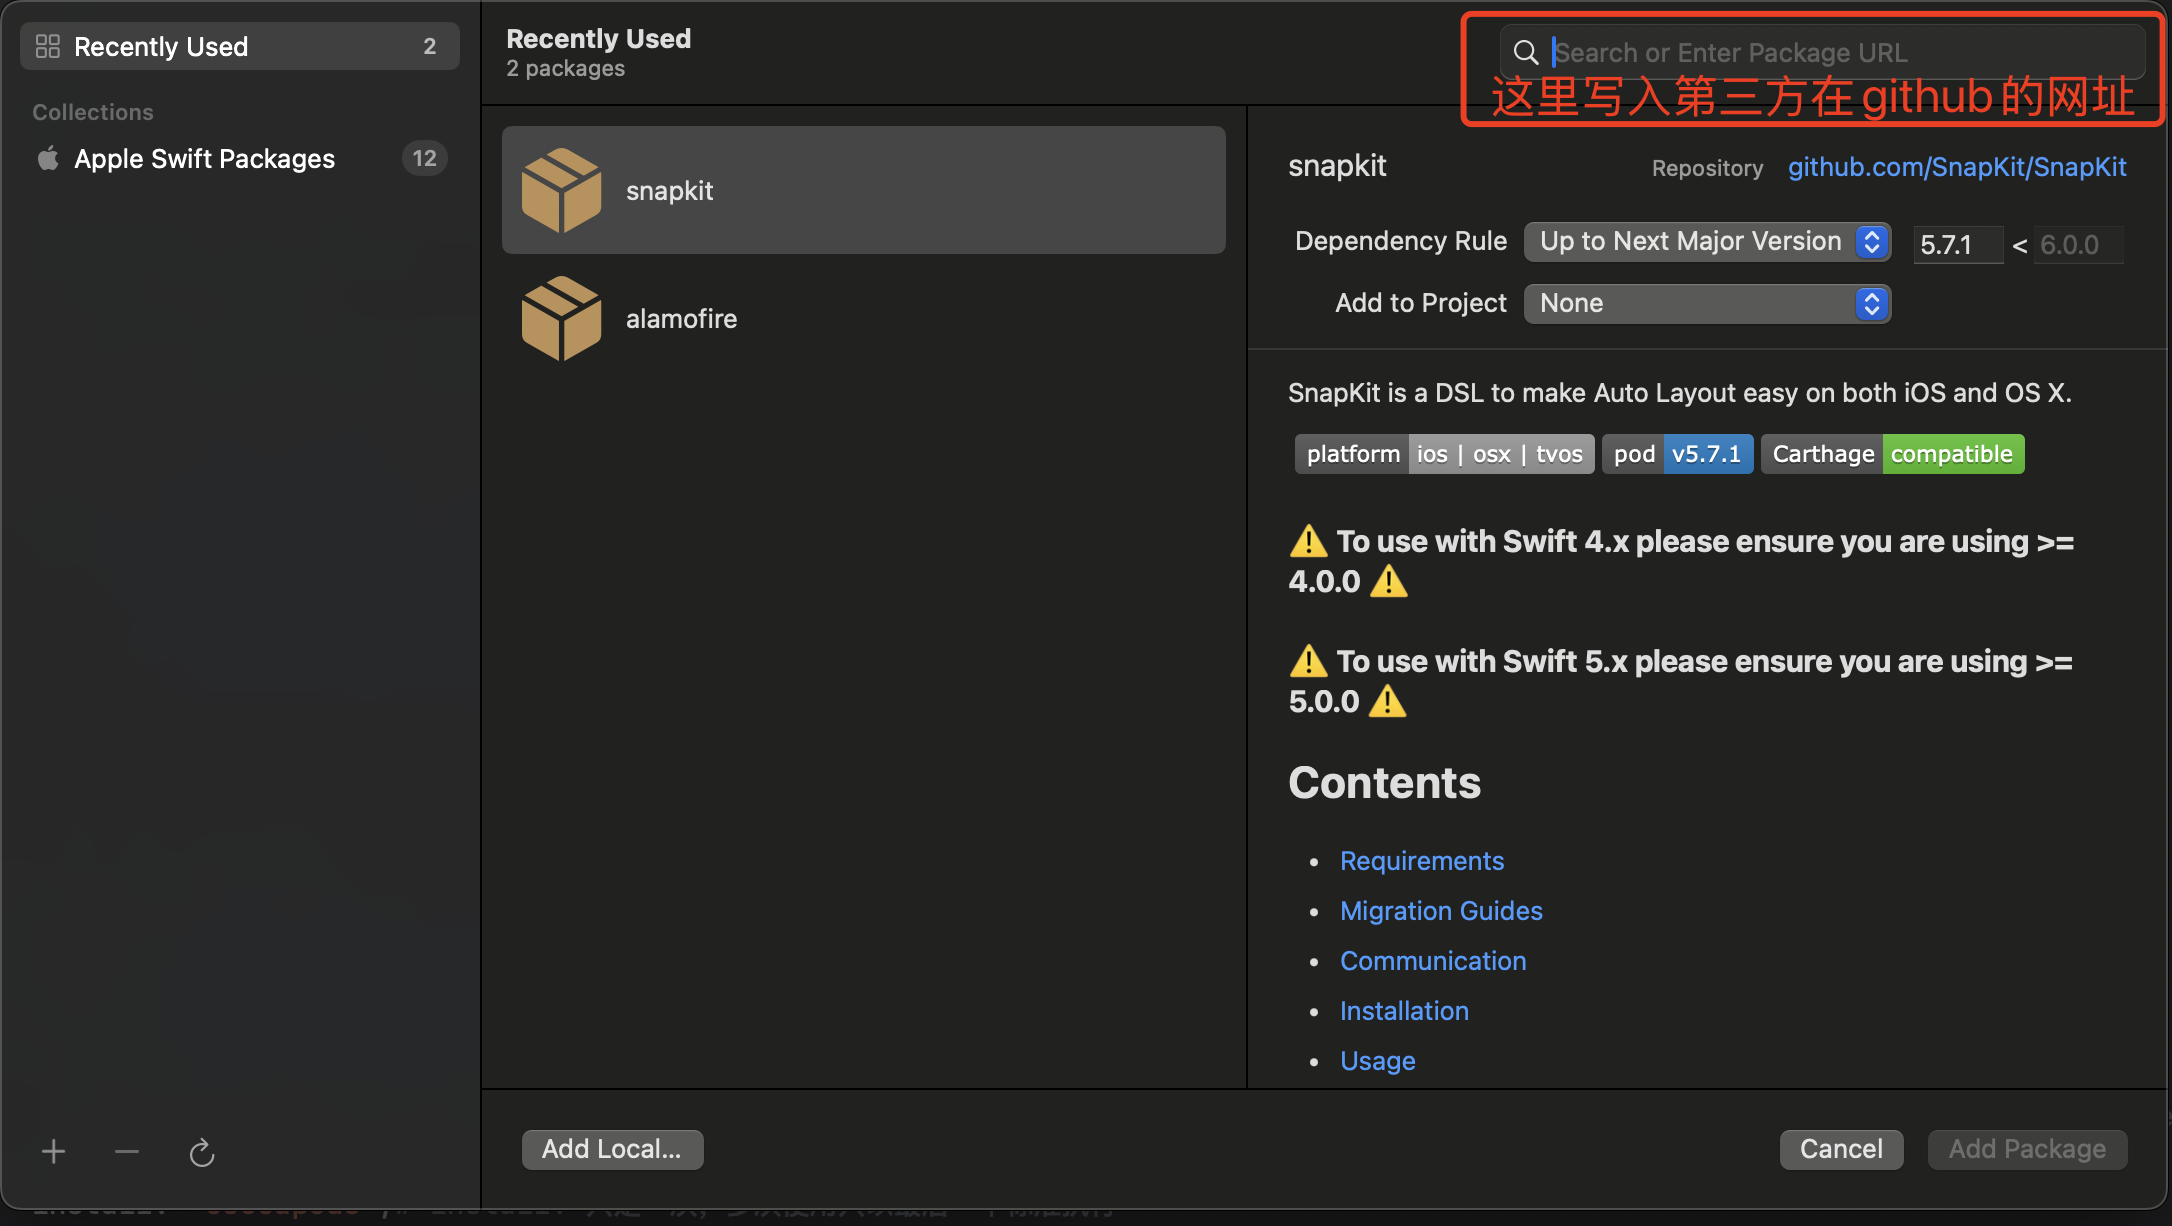 Recently Used 2
Collections
Apple Swift Packages 12
Recently Used
2 packages
Search or Enter Package URL
这里写入第三方在github的网址
snapkit
alamofire
snapkit Repository github.com/SnapKit/SnapKit
Dependency Rule Up to Next Major Version 5.7.1 < 6.0.0
Add to Project None
SnapKit is a DSL to make Auto Layout easy on both iOS and OS X.
platform ios | osx | tvos pod v5.7.1 Carthage compatible
⚠️ To use with Swift 4.x please ensure you are using >=
4.0.0 ⚠️
⚠️ To use with Swift 5.x please ensure you are using >=
5.0.0 ⚠️
Contents
• Requirements
• Migration Guides
• Communication
• Installation
• Usage
Add Local... Cancel Add Package